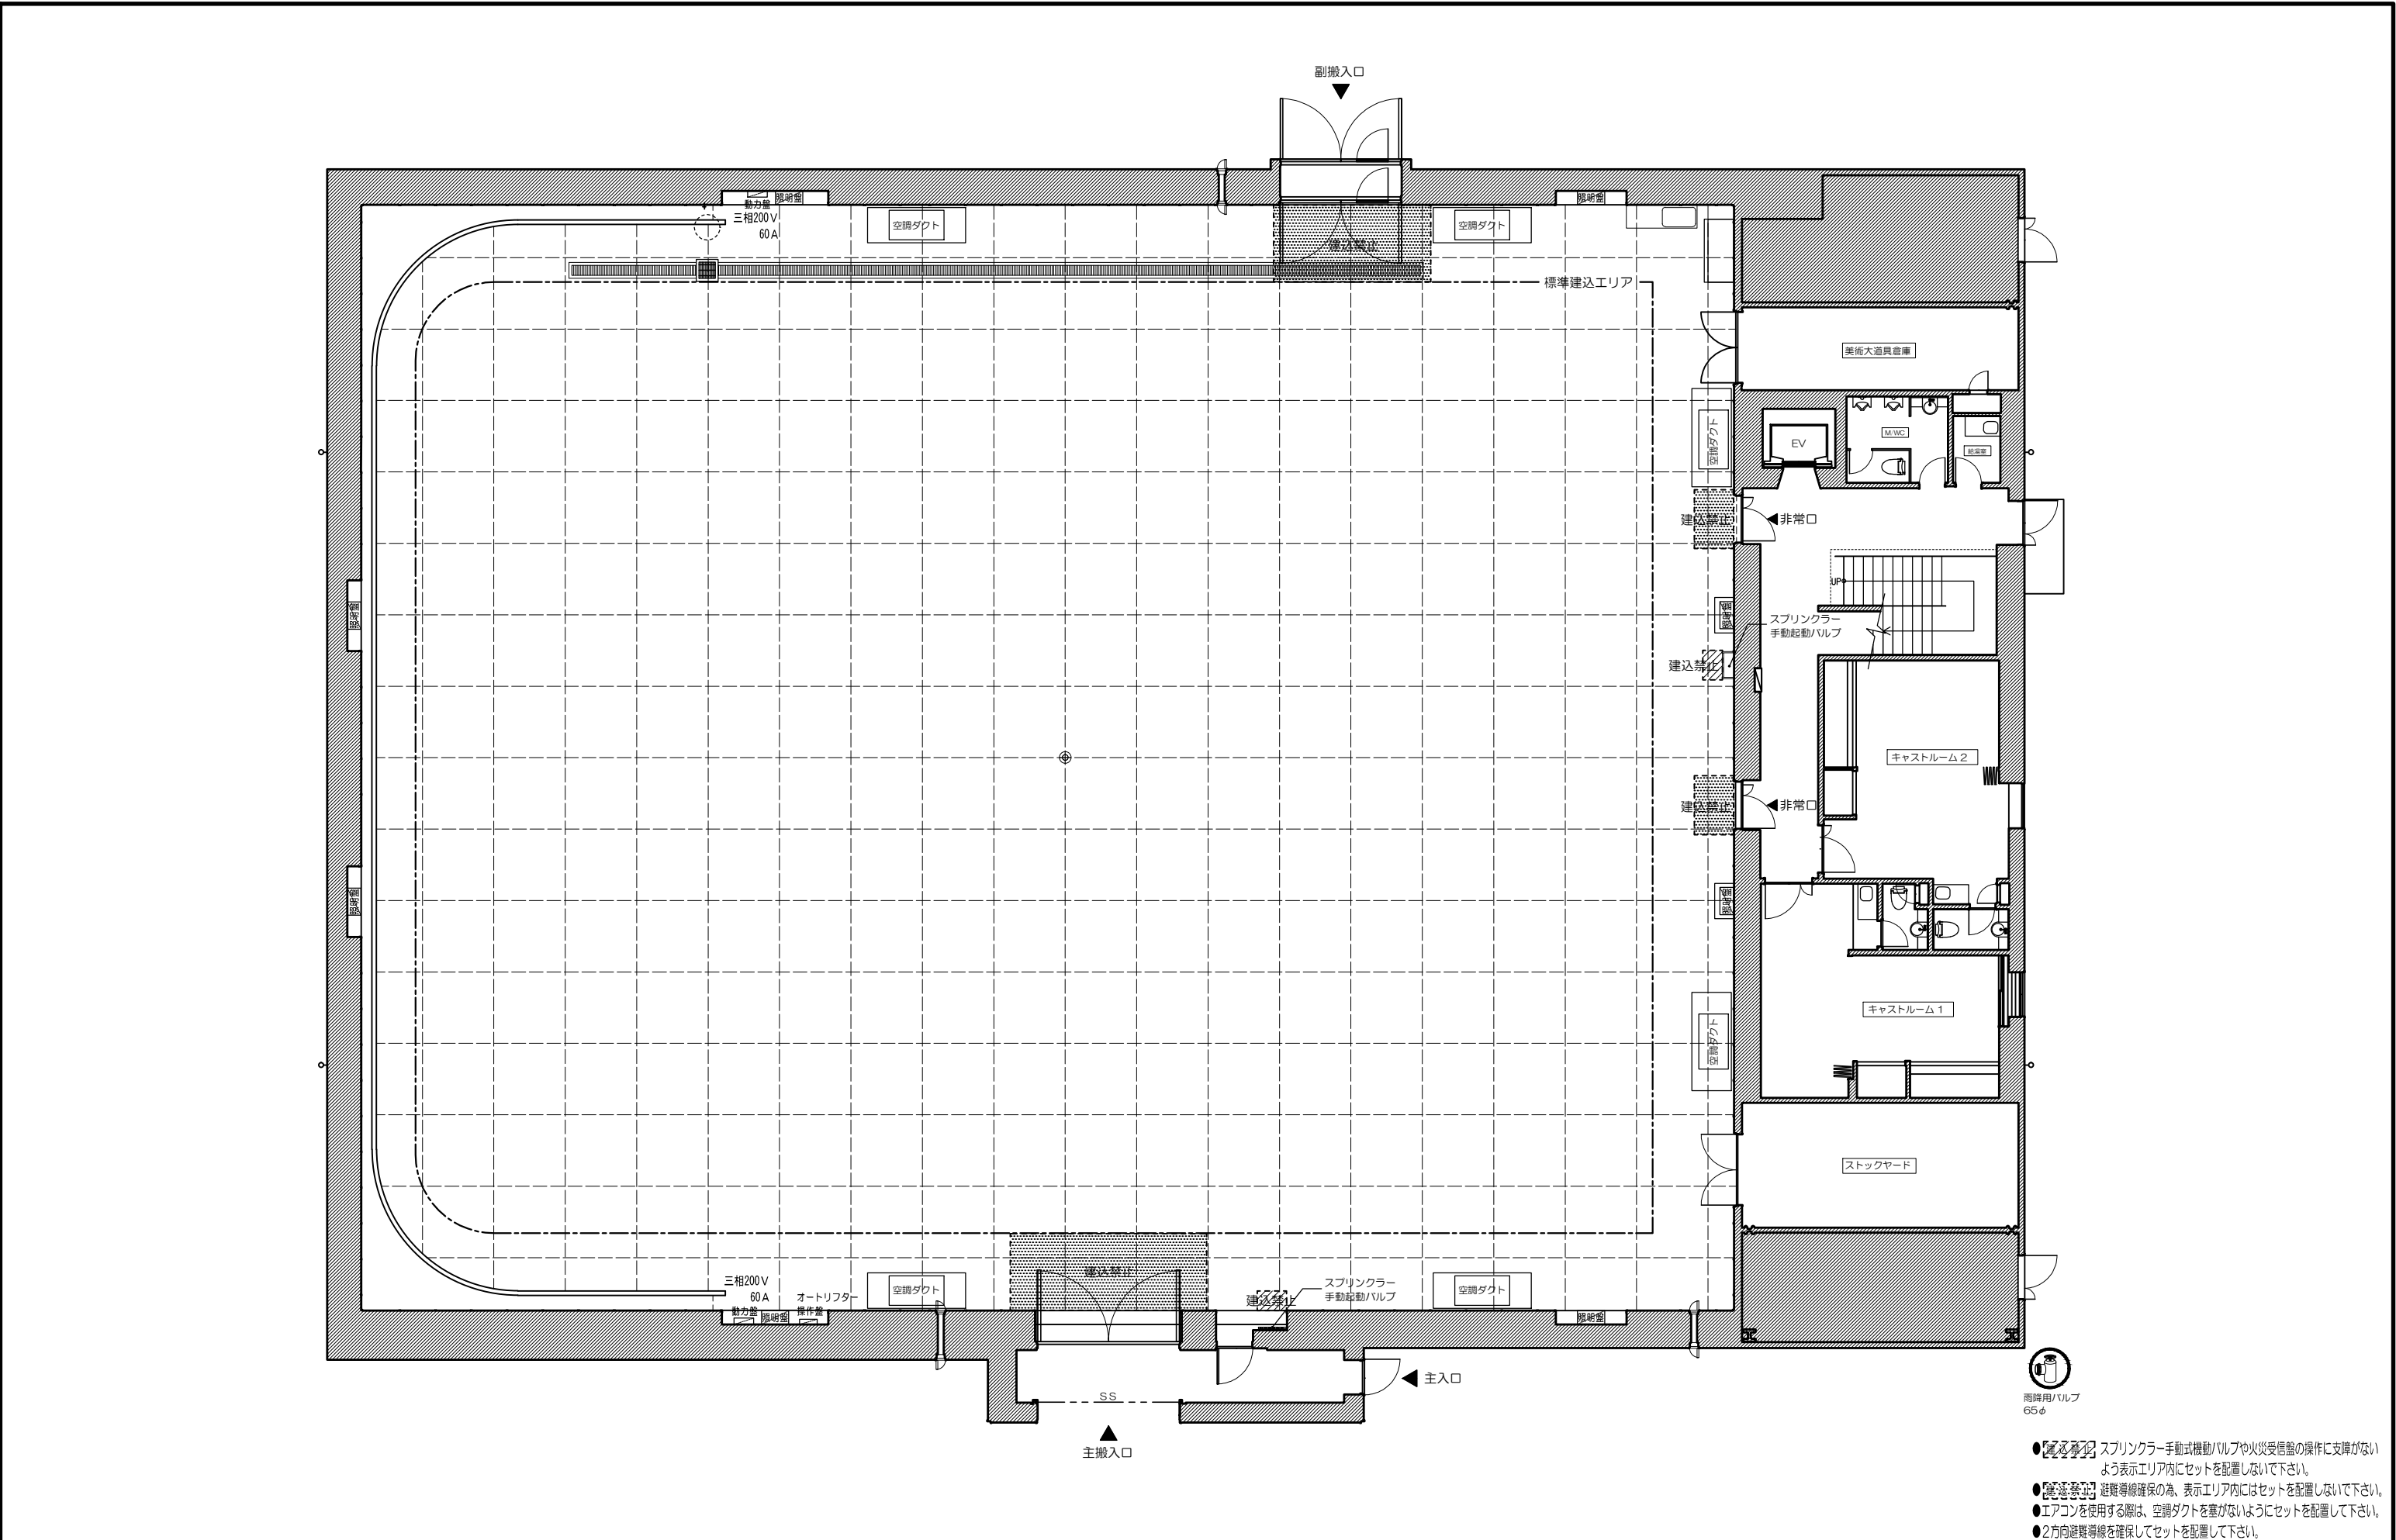 副搬入口
動力盤
照明盤
三相200V
60A
空調ダクト
建込禁止
空調ダクト
照明盤
標準建込エリア
美術大道具倉庫
空調ダクト
EV
M/WC
給湯室
建込禁止
非常口
UP
照明盤
照明盤
スプリンクラー
手動起動バルブ
建込禁止
キャストルーム2
建込禁止
非常口
照明盤
照明盤
キャストルーム1
空調ダクト
ストックヤード
三相200V
60A
オートリフター
操作盤
動力盤
照明盤
空調ダクト
建込禁止
建込禁止
スプリンクラー
手動起動バルブ
空調ダクト
照明盤
主入口
SS
主搬入口
雨降用バルブ
65φ
●建込禁止 スプリンクラー手動式機動バルブや火災受信盤の操作に支障がない
よう表示エリア内にセットを配置しないで下さい。
●建込禁止 避難導線確保の為、表示エリア内にはセットを配置しないで下さい。
●エアコンを使用する際は、空調ダクトを塞がないようにセットを配置して下さい。
●2方向避難導線を確保してセットを配置して下さい。